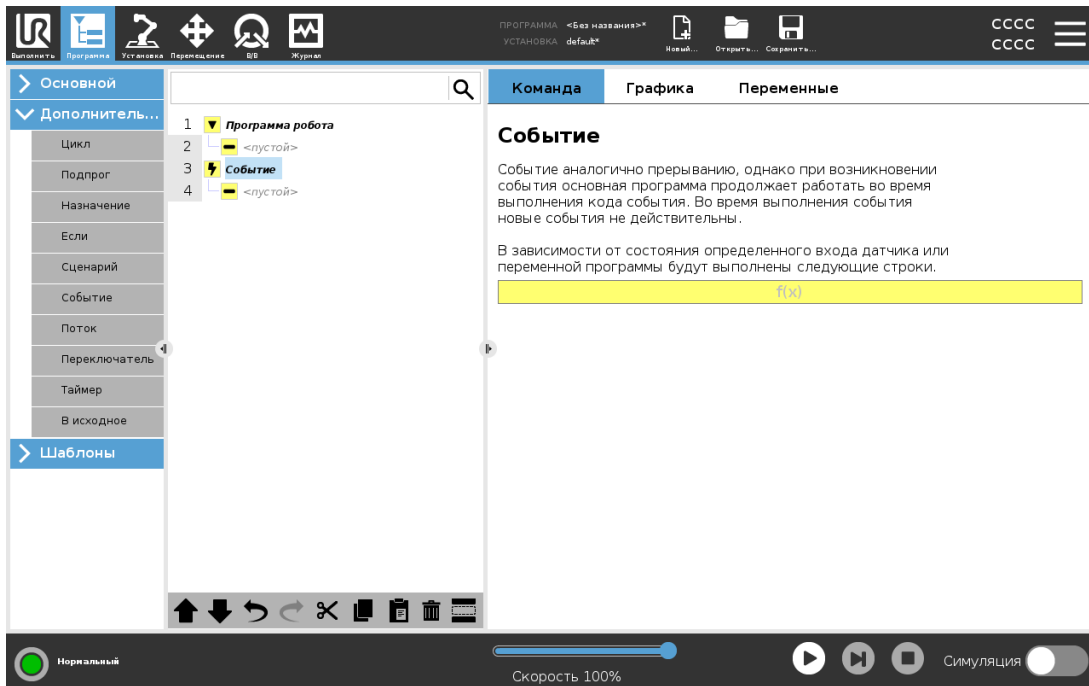 UR
Выполнить
Программа
Установка
Перемещение
В/В
Журнал
ПРОГРАММА <Без названия>*
УСТАНОВКА default*
Новый...
Открыть...
Сохранить...
CCCC
CCCC
Основной
Дополнитель...
Цикл
Подпрог
Назначение
Если
Сценарий
Событие
Поток
Переключатель
Таймер
В исходное
Шаблоны
1 Программа робота
2 <пустой>
3 Событие
4 <пустой>
Команда
Графика
Переменные
Событие
Событие аналогично прерыванию, однако при возникновении
события основная программа продолжает работать во время
выполнения кода события. Во время выполнения события
новые события не действительны.
В зависимости от состояния определенного входа датчика или
переменной программы будут выполнены следующие строки.
f(x)
Нормальный
Скорость 100%
Симуляция